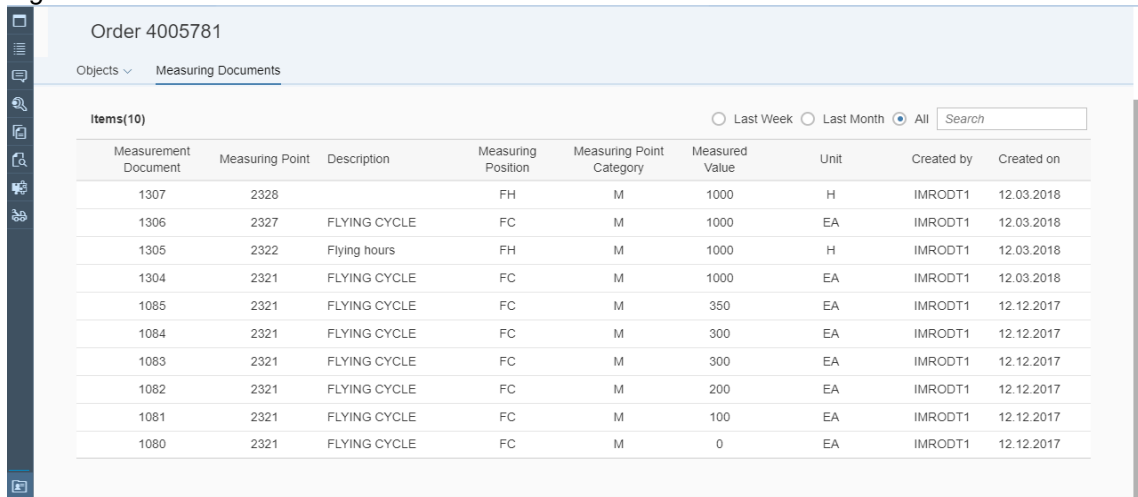 Order 4005781
Objects Measuring Documents
Items(10) Last Week Last Month All Search
Measurement Document Measuring Point Description Measuring Position Measuring Point Category Measured Value Unit Created by Created on
1307 2328 FH M 1000 H IMRODT1 12.03.2018
1306 2327 FLYING CYCLE FC M 1000 EA IMRODT1 12.03.2018
1305 2322 Flying hours FH M 1000 H IMRODT1 12.03.2018
1304 2321 FLYING CYCLE FC M 1000 EA IMRODT1 12.03.2018
1085 2321 FLYING CYCLE FC M 350 EA IMRODT1 12.12.2017
1084 2321 FLYING CYCLE FC M 300 EA IMRODT1 12.12.2017
1083 2321 FLYING CYCLE FC M 300 EA IMRODT1 12.12.2017
1082 2321 FLYING CYCLE FC M 200 EA IMRODT1 12.12.2017
1081 2321 FLYING CYCLE FC M 100 EA IMRODT1 12.12.2017
1080 2321 FLYING CYCLE FC M 0 EA IMRODT1 12.12.2017